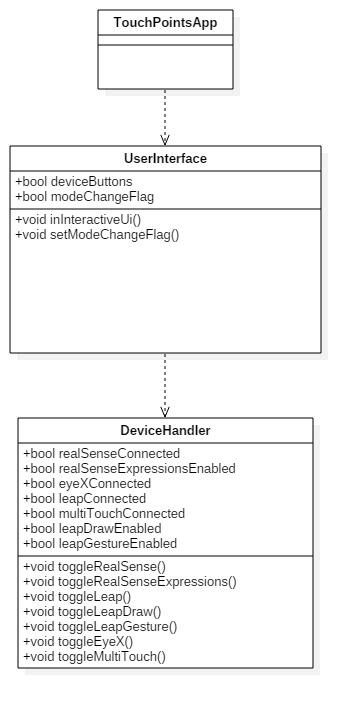 TouchPointsApp
UserInterface
+bool deviceButtons
+bool modeChangeFlag
+void inInteractiveUi()
+void setModeChangeFlag()
DeviceHandler
+bool realSenseConnected
+bool realSenseExpressionsEnabled
+bool eyeXConnected
+bool leapConnected
+bool multiTouchConnected
+bool leapDrawEnabled
+bool leapGestureEnabled
+void toggleRealSense()
+void toggleRealSenseExpressions()
+void toggleLeap()
+void toggleLeapDraw()
+void toggleLeapGesture()
+void toggleEyeX()
+void toggleMultiTouch()